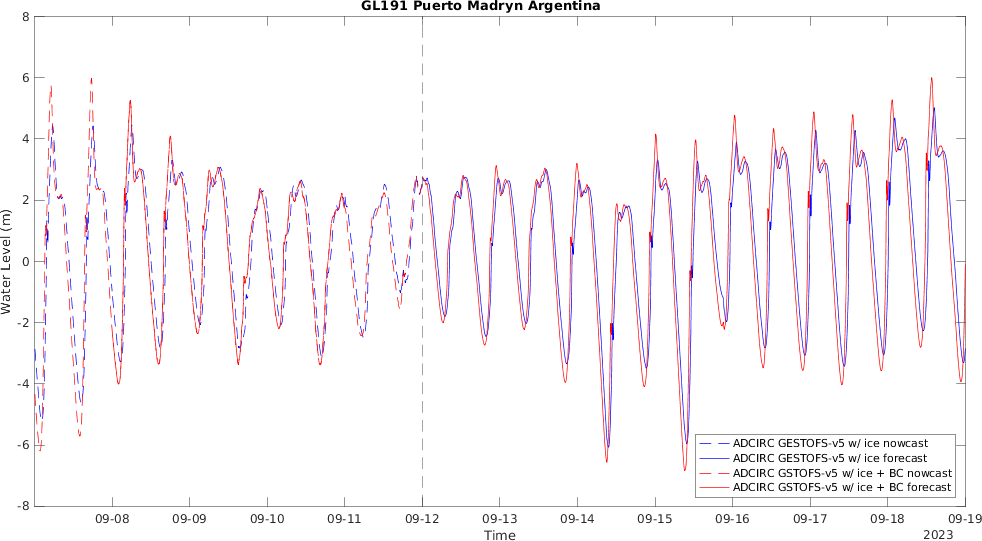 GL191 Puerto Madryn Argentina
8
6
4
2
0
-2
-4
-6
-8
Water Level (m)
ADCIRC GESTOFS-v5 w/ ice nowcast
ADCIRC GESTOFS-v5 w/ ice forecast
ADCIRC GSTOFS-v5 w/ ice + BC nowcast
ADCIRC GSTOFS-v5 w/ ice + BC forecast
09-08 09-09 09-10 09-11 09-12 09-13 09-14 09-15 09-16 09-17 09-18 09-19
Time
2023